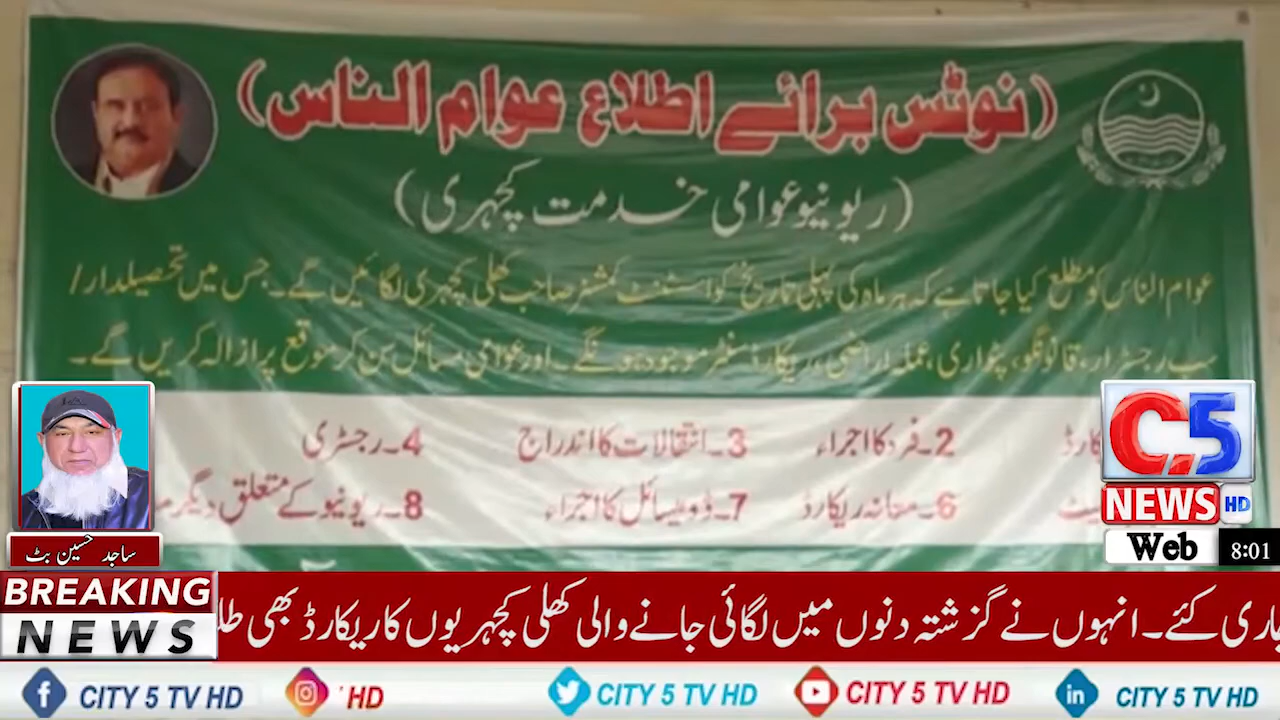 (نوٹس برائے اطلاع عوام الناس)
(ریونیو عوامی خدمت کچہری)
عوام الناس کو مطلع کیا جاتا ہے کہ ہر ماہ کی پہلی تاریخ کو اسسٹنٹ کمشنر صاحب کھلی کچہری لگائیں گے۔ جس میں تحصیلدار/
سب رجسٹرار، قانونگو، پٹواری، عملہ اراضی ریکارڈ سنٹر موجود ہونگے۔ اور عوامی مسائل سن کر موقع پر ازالہ کریں گے۔
2۔ فرد کا اجراء 3۔ انتقالات کا اندراج 4۔ رجسٹری
6۔ معائنہ ریکارڈ 7۔ ڈومیسائل کا اجرا 8۔ ریونیو کے متعلق دیگر
C5
NEWS HD
Web 8:01
ساجد حسین بٹ
BREAKING
NEWS
کئے۔ انہوں نے گزشتہ دنوں میں لگائی جانے والی کھلی کچہریوں کا ریکارڈ بھی
CITY 5 TV HD HD CITY 5 TV HD CITY 5 TV HD CITY 5 TV HD